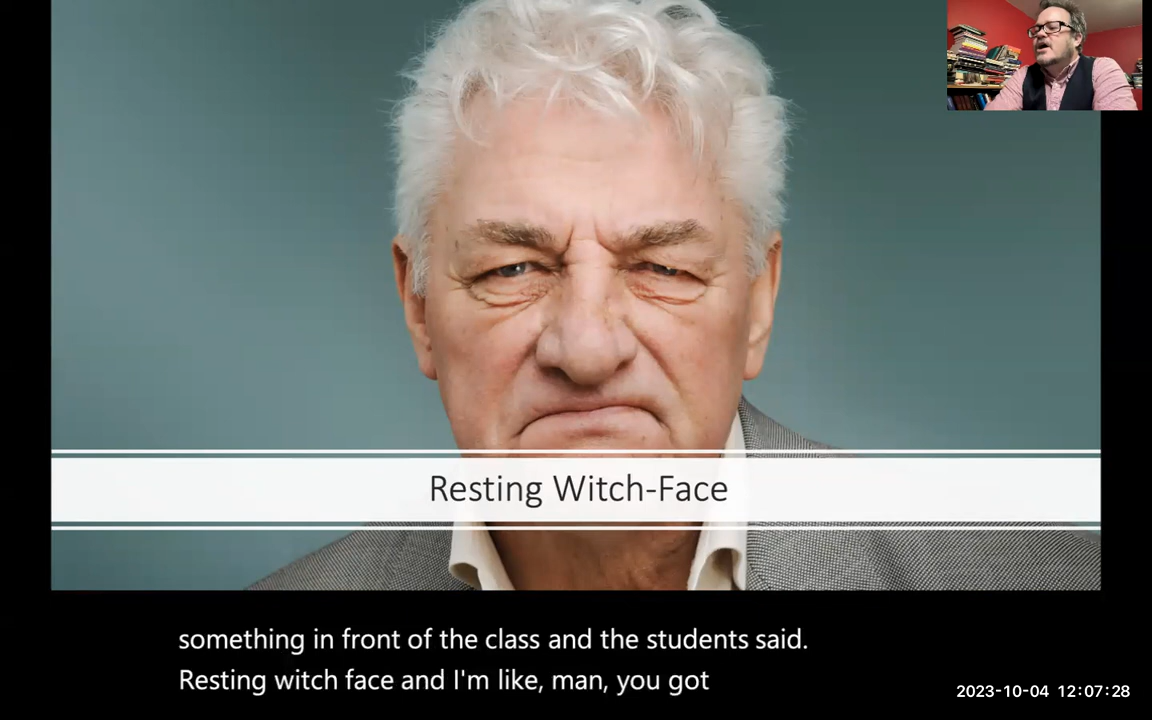 Resting Witch-Face
something in front of the class and the students said.
Resting witch face and I'm like, man, you got
2023-10-04 12:07:28